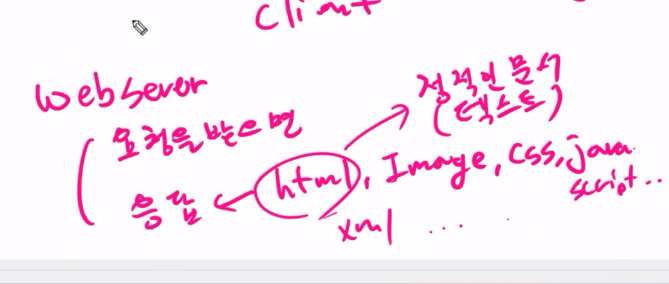 client
webserver
요청을 받으면
정적인 문서
(텍스트)
응답 ← html, Image, css, java
script..
xml ...